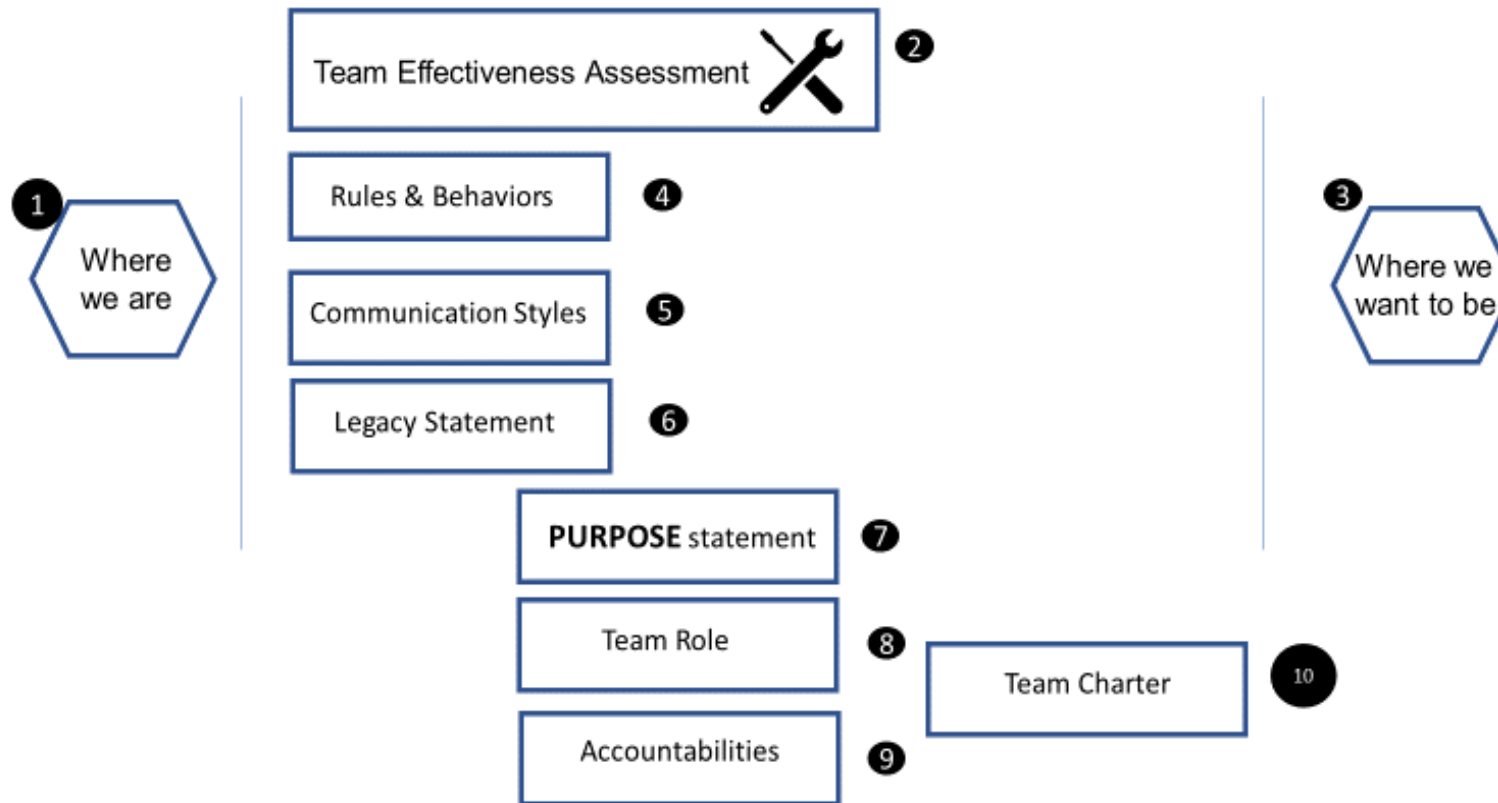 Team Effectiveness Assessment
2
Rules & Behaviors
4
1
Where
we are
3
Where we
want to be
Communication Styles
5
Legacy Statement
6
PURPOSE statement
7
Team Role
8
Team Charter
10
Accountabilities
9